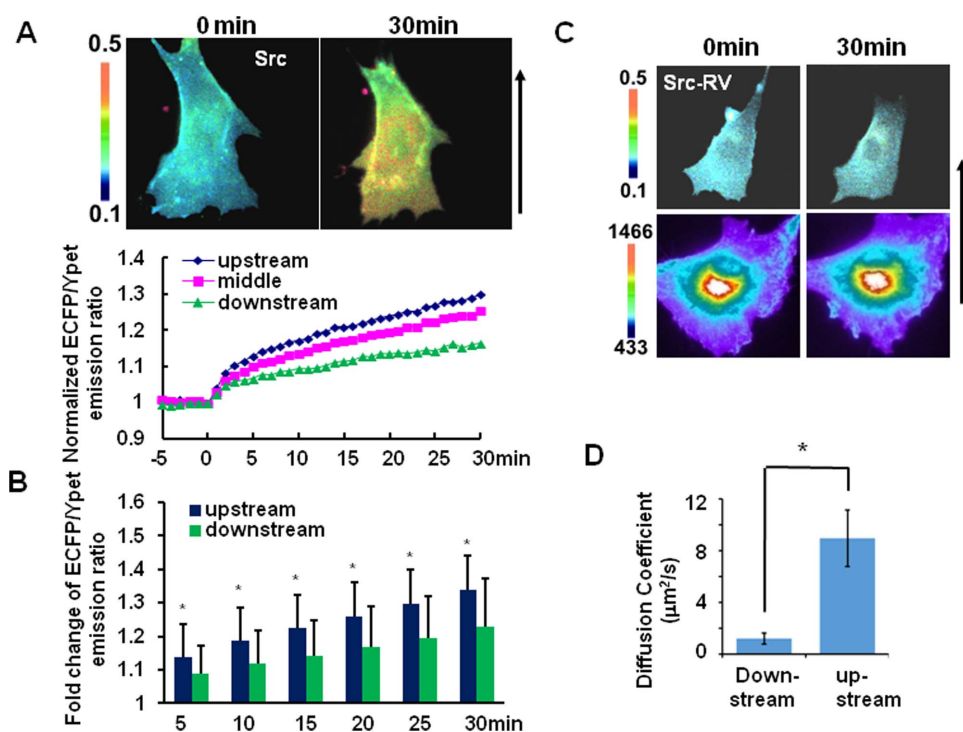 A
0 min
30min
0.5
Src
0.1
Normalized ECFP/Ypet
emission ratio
1.4
1.3
1.2
1.1
1
0.9
upstream
middle
downstream
-5
0
5
10
15
20
25
30min
B
Fold change of ECFP/Ypet
emission ratio
1.6
1.5
1.4
1.3
1.2
1.1
1
upstream
downstream
*
*
*
*
*
*
5
10
15
20
25
30min
C
0min
30min
0.5
Src-RV
0.1
1466
433
D
*
Diffusion Coefficient
(µm²/s)
12
8
4
0
Down-
stream
up-
stream